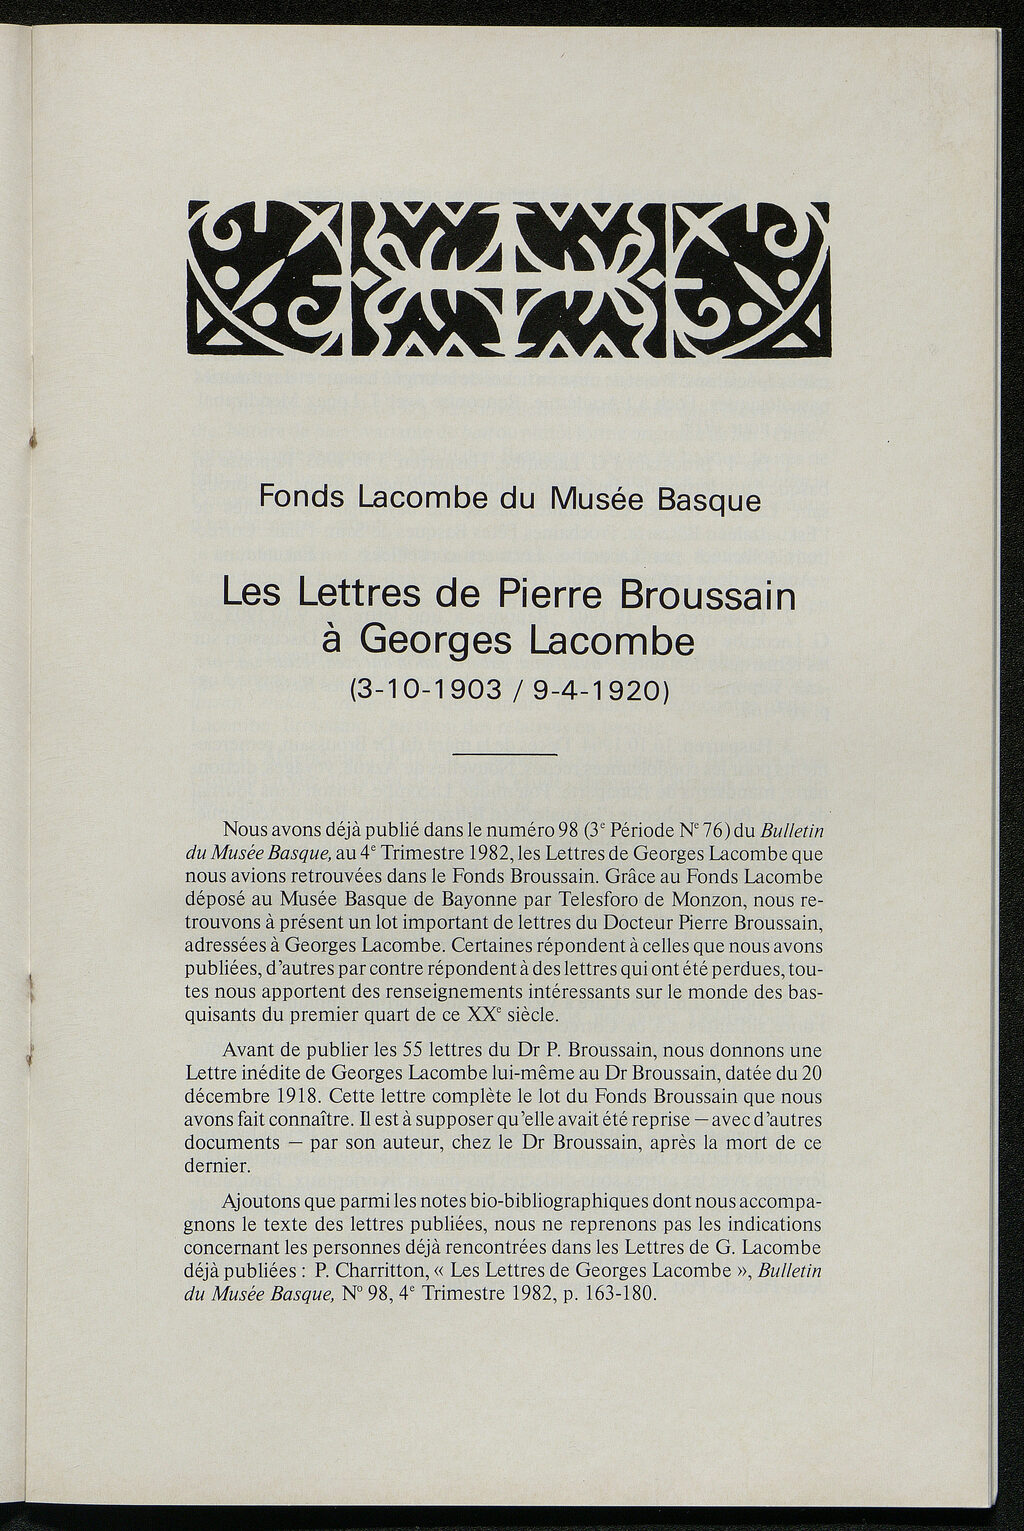 Fonds Lacombe du Musée Basque
Les Lettres de Pierre Broussain
à Georges Lacombe
(3-10-1903 / 9-4-1920)
Nous avons déjà publié dans le numéro 98 (3e Période Ne 76) du Bulletin
du Musée Basque, au 4e Trimestre 1982, les Lettres de Georges Lacombe que
nous avions retrouvées dans le Fonds Broussain. Grâce au Fonds Lacombe
déposé au Musée Basque de Bayonne par Telesforo de Monzon, nous re-
trouvons à présent un lot important de lettres du Docteur Pierre Broussain,
adressées à Georges Lacombe. Certaines répondent à celles que nous avons
publiées, d'autres par contre répondent à des lettres qui ont été perdues, tou-
tes nous apportent des renseignements intéressants sur le monde des bas-
quisants du premier quart de ce XXe siècle.
Avant de publier les 55 lettres du Dr P. Broussain, nous donnons une
Lettre inédite de Georges Lacombe lui-même au Dr Broussain, datée du 20
décembre 1918. Cette lettre complète le lot du Fonds Broussain que nous
avons fait connaître. Il est à supposer qu'elle avait été reprise — avec d'autres
documents — par son auteur, chez le Dr Broussain, après la mort de ce
dernier.
Ajoutons que parmi les notes bio-bibliographiques dont nous accompa-
gnons le texte des lettres publiées, nous ne reprenons pas les indications
concernant les personnes déjà rencontrées dans les Lettres de G. Lacombe
déjà publiées : P. Charritton, « Les Lettres de Georges Lacombe », Bulletin
du Musée Basque, No 98, 4e Trimestre 1982, p. 163-180.